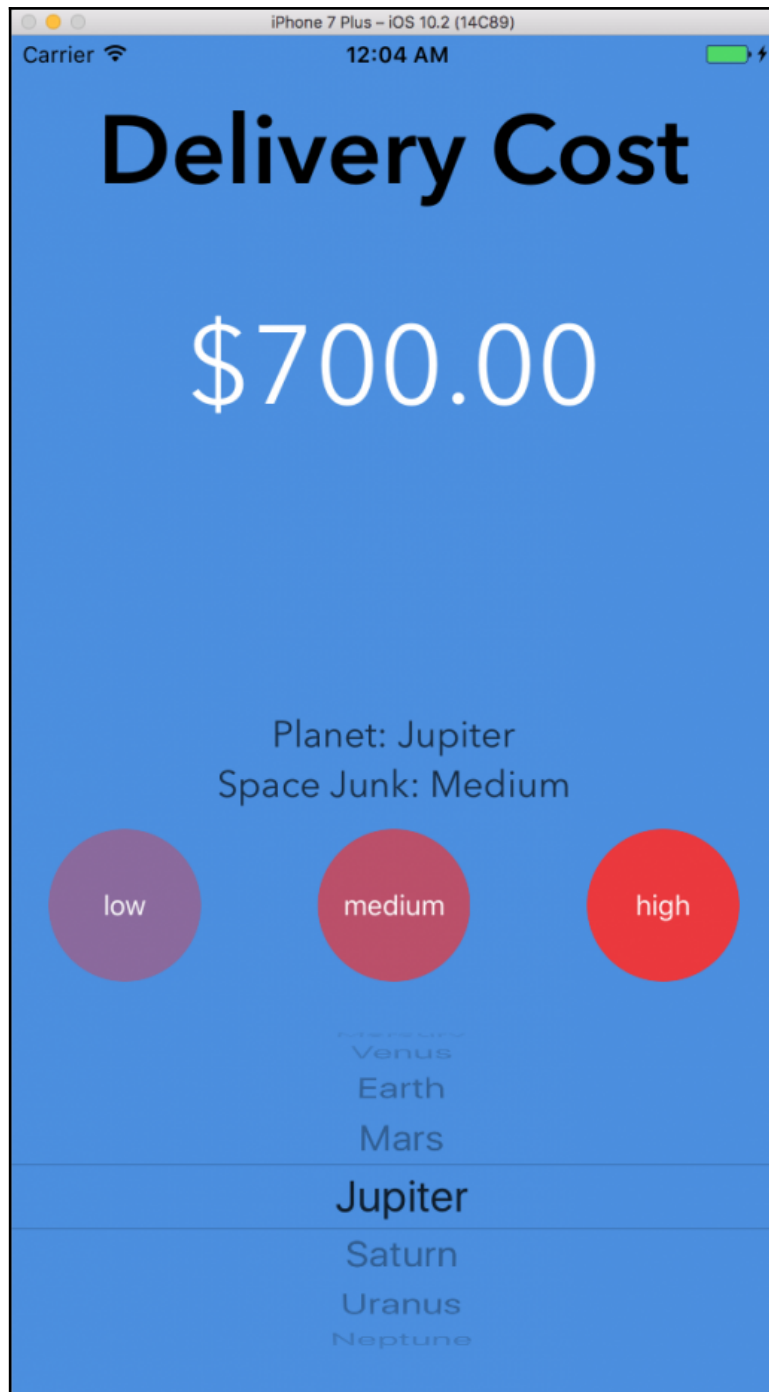 iPhone 7 Plus – iOS 10.2 (14C89)
Carrier 12:04 AM
Delivery Cost
$700.00
Planet: Jupiter
Space Junk: Medium
low medium high
Mercury
Venus
Earth
Mars
Jupiter
Saturn
Uranus
Neptune